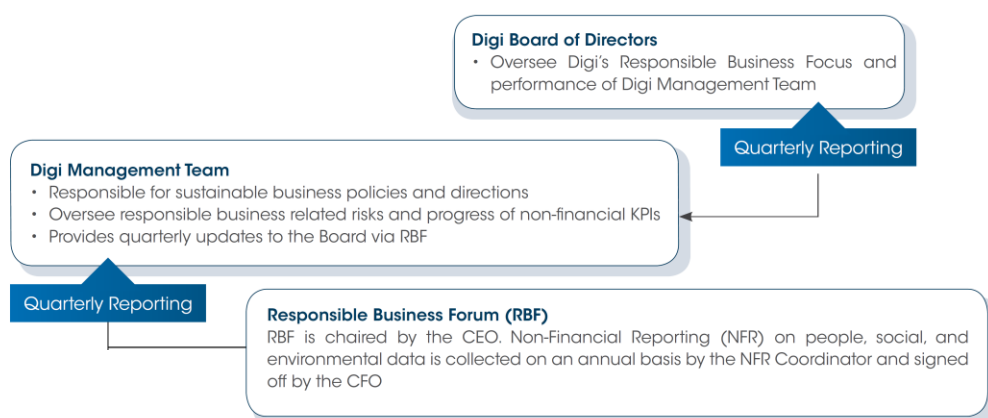 Digi Board of Directors
• Oversee Digi's Responsible Business Focus and
performance of Digi Management Team
Quarterly Reporting
Digi Management Team
• Responsible for sustainable business policies and directions
• Oversee responsible business related risks and progress of non-financial KPIs
• Provides quarterly updates to the Board via RBF
Quarterly Reporting
Responsible Business Forum (RBF)
RBF is chaired by the CEO. Non-Financial Reporting (NFR) on people, social, and
environmental data is collected on an annual basis by the NFR Coordinator and signed
off by the CFO